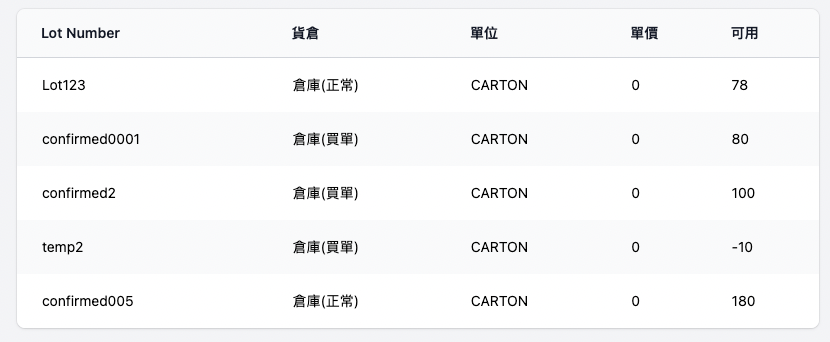 Lot Number 貨倉 單位 單價 可用
Lot123 倉庫(正常) CARTON 0 78
confirmed0001 倉庫(買單) CARTON 0 80
confirmed2 倉庫(買單) CARTON 0 100
temp2 倉庫(買單) CARTON 0 -10
confirmed005 倉庫(正常) CARTON 0 180